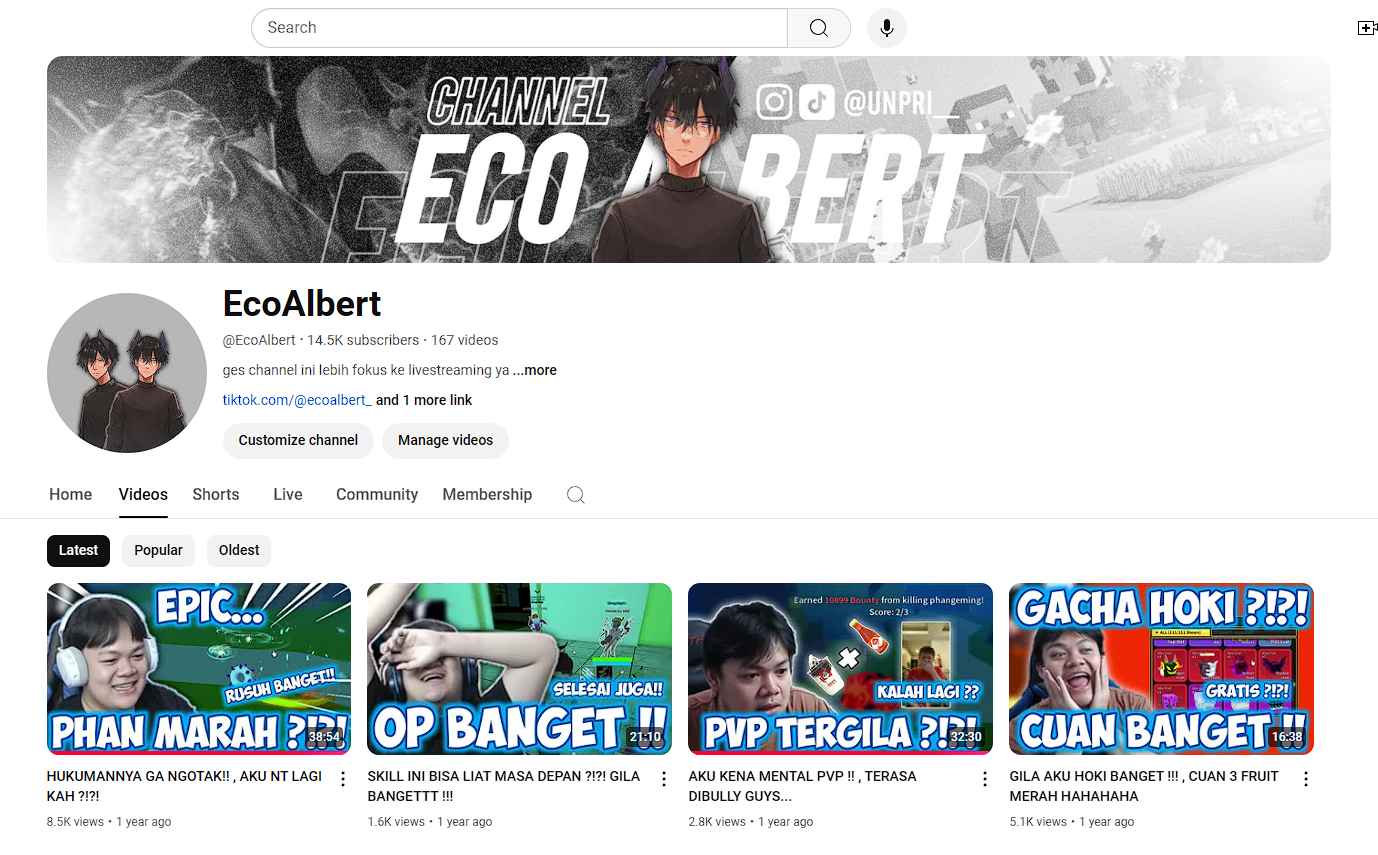 Search
CHANNEL
@UNPRI__
ECO ALBERT
EcoAlbert
@EcoAlbert · 14.5K subscribers · 167 videos
ges channel ini lebih fokus ke livestreaming ya ...more
tiktok.com/@ecoalbert_ and 1 more link
Customize channel
Manage videos
Home
Videos
Shorts
Live
Community
Membership
Latest
Popular
Oldest
EPIC...
RUSUH BANGET!!
PHAN MARAH ?!?!
38:54
HUKUMANNYA GA NGOTAK!! , AKU NT LAGI
KAH ?!?!
8.5K views · 1 year ago
SELESAI JUGA!!
OP BANGET !!
21:10
SKILL INI BISA LIAT MASA DEPAN ?!?! GILA
BANGETTT !!!
1.6K views · 1 year ago
Earned 10899 Bounty from killing phangeming!
Score: 2/3
KALAH LAGI ??
PVP TERGILA ?!?!
32:30
AKU KENA MENTAL PVP !! , TERASA
DIBULLY GUYS...
2.8K views · 1 year ago
GACHA HOKI ?!?!
GRATIS ?!?!
CUAN BANGET !!
16:38
GILA AKU HOKI BANGET !!! , CUAN 3 FRUIT
MERAH HAHAHAHA
5.1K views · 1 year ago